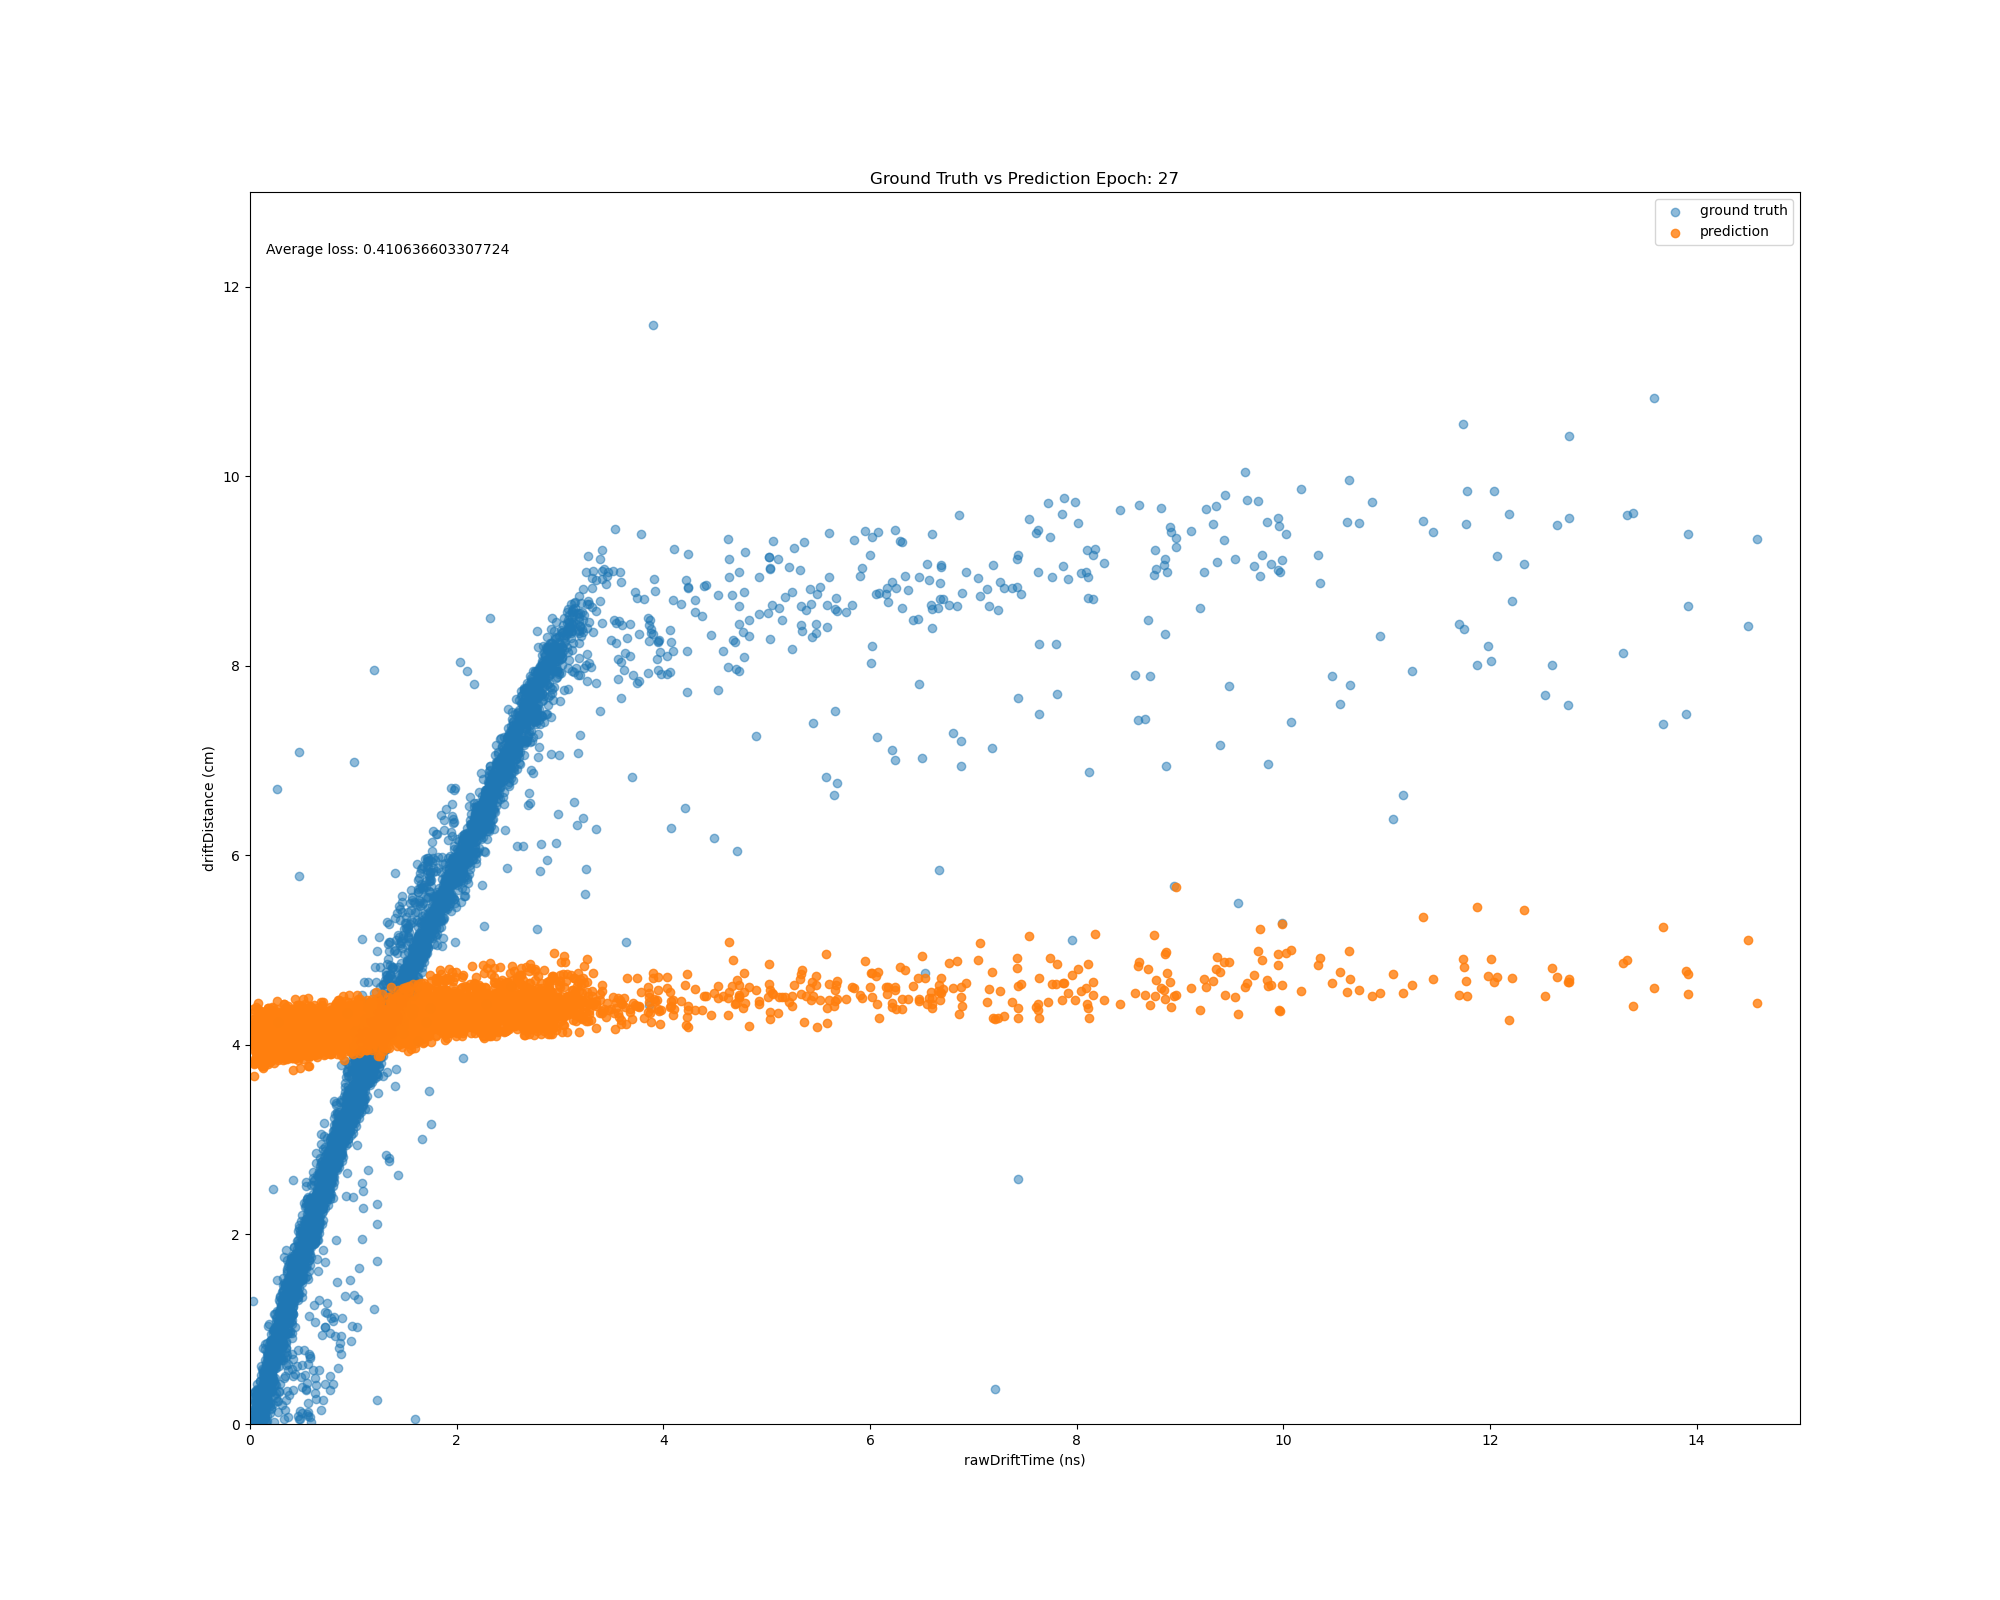 Ground Truth vs Prediction Epoch: 27
ground truth
prediction
Average loss: 0.410636603307724
12
10
8
6
4
2
0
driftDistance (cm)
0 2 4 6 8 10 12 14
rawDriftTime (ns)